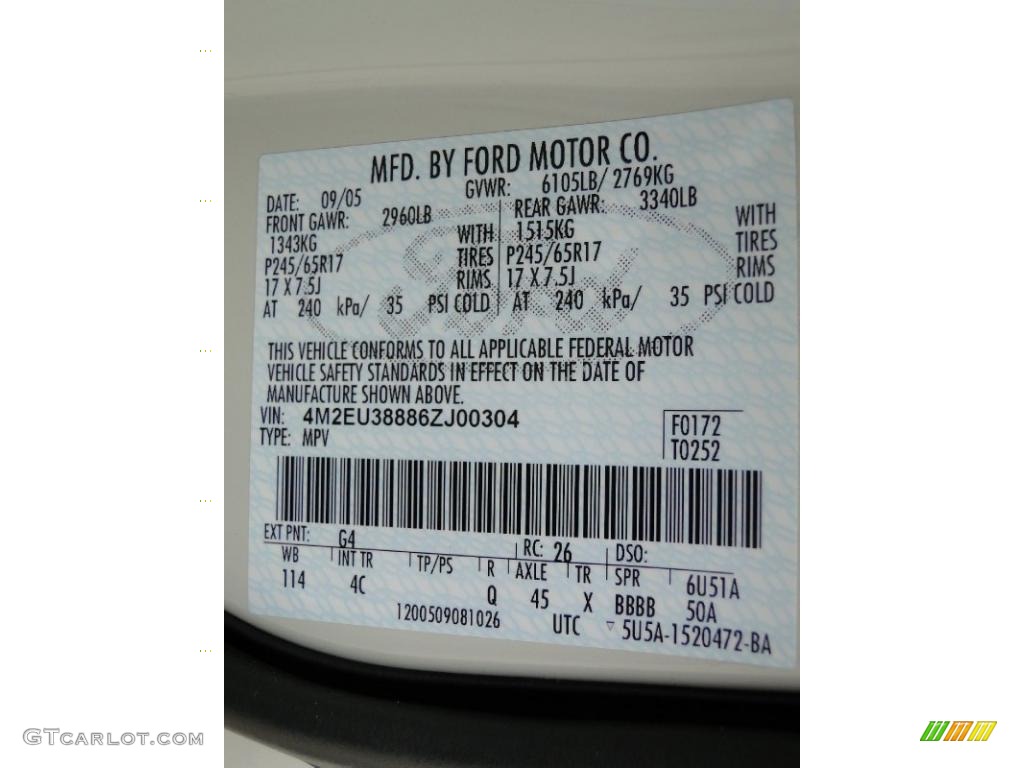 MFD. BY FORD MOTOR CO.
DATE: 09/05 GVWR: 6105LB/ 2769KG
FRONT GAWR: 2960LB REAR GAWR: 3340LB
1343KG WITH 1515KG WITH
P245/65R17 TIRES P245/65R17 TIRES
17 X 7.5J RIMS 17 X 7.5J RIMS
AT 240 kPa/ 35 PSI COLD AT 240 kPa/ 35 PSI COLD
THIS VEHICLE CONFORMS TO ALL APPLICABLE FEDERAL MOTOR
VEHICLE SAFETY STANDARDS IN EFFECT ON THE DATE OF
MANUFACTURE SHOWN ABOVE.
VIN: 4M2EU38886ZJ00304
TYPE: MPV
F0172
T0252
EXT PNT: G4 RC: 26 DSO:
WB INT TR TP/PS R AXLE TR SPR 6U51A
114 4C Q 45 X BBBB 50A
1200509081026 UTC ▽ 5U5A-1520472-BA
Ford
GTCARLOT.COM